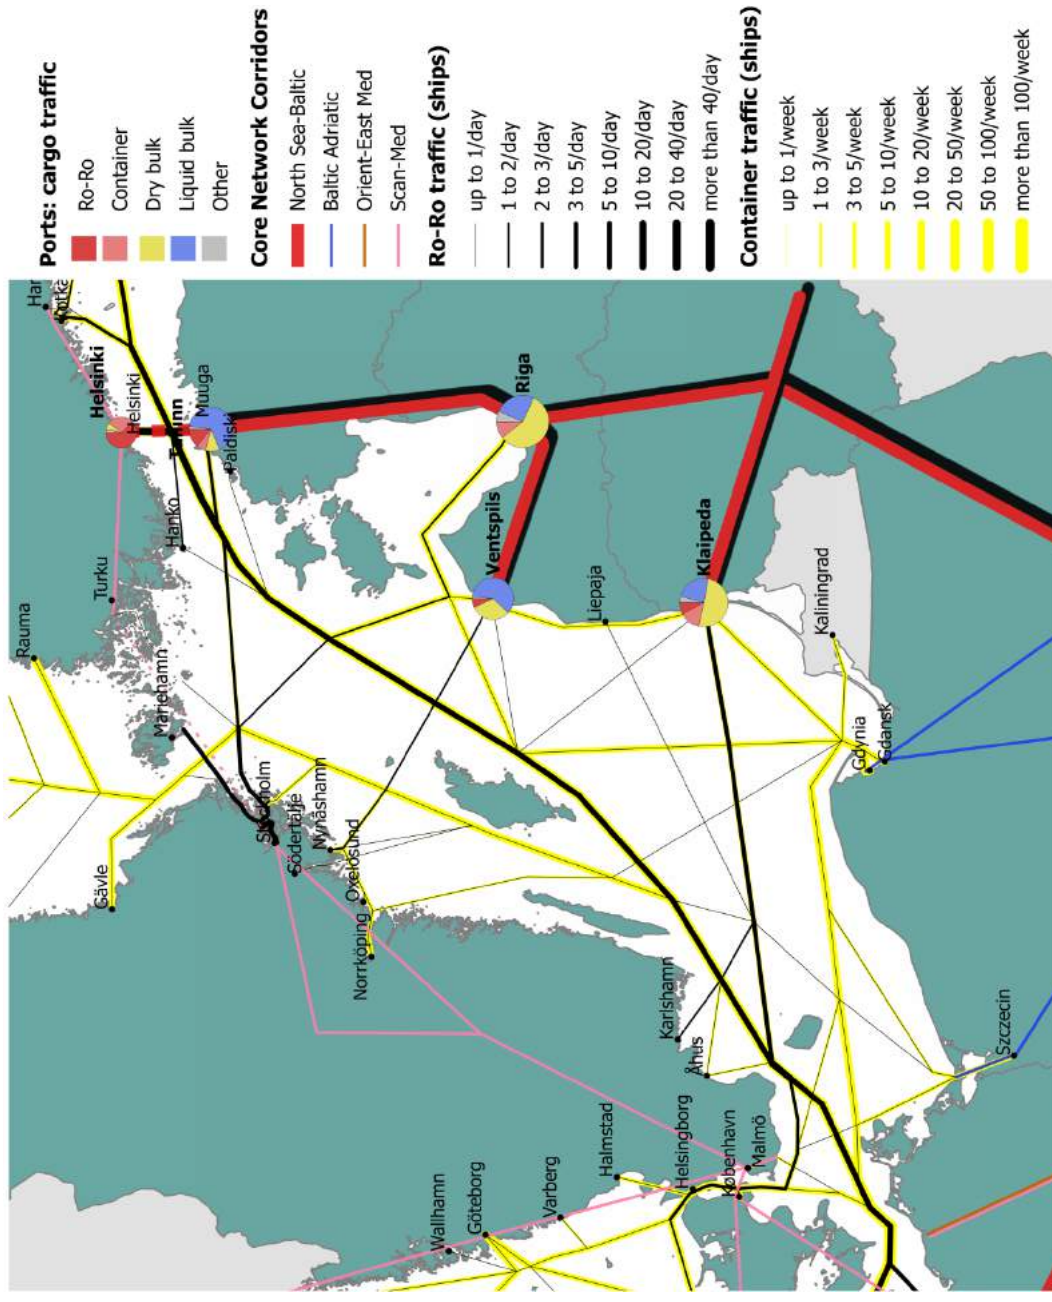 Ports: cargo traffic
Ro-Ro
Container
Dry bulk
Liquid bulk
Other
Core Network Corridors
North Sea-Baltic
Baltic Adriatic
Orient-East Med
Scan-Med
Ro-Ro traffic (ships)
up to 1/day
1 to 2/day
2 to 3/day
3 to 5/day
5 to 10/day
10 to 20/day
20 to 40/day
more than 40/day
Container traffic (ships)
up to 1/week
1 to 3/week
3 to 5/week
5 to 10/week
10 to 20/week
20 to 50/week
50 to 100/week
more than 100/week
Rauma
Turku
Mariehamn
Gävle
Helsinki
Helsinki
Muuga
Paldiski
Hanko
Stockholm
Södertälje
Nynäshamn
Oxelösund
Norrköping
Riga
Ventspils
Liepaja
Klaipeda
Kaliningrad
Gdynia
Gdansk
Karlshamn
Åhus
Szczecin
Halmstad
Helsingborg
København
Malmö
Varberg
Göteborg
Wallhamn